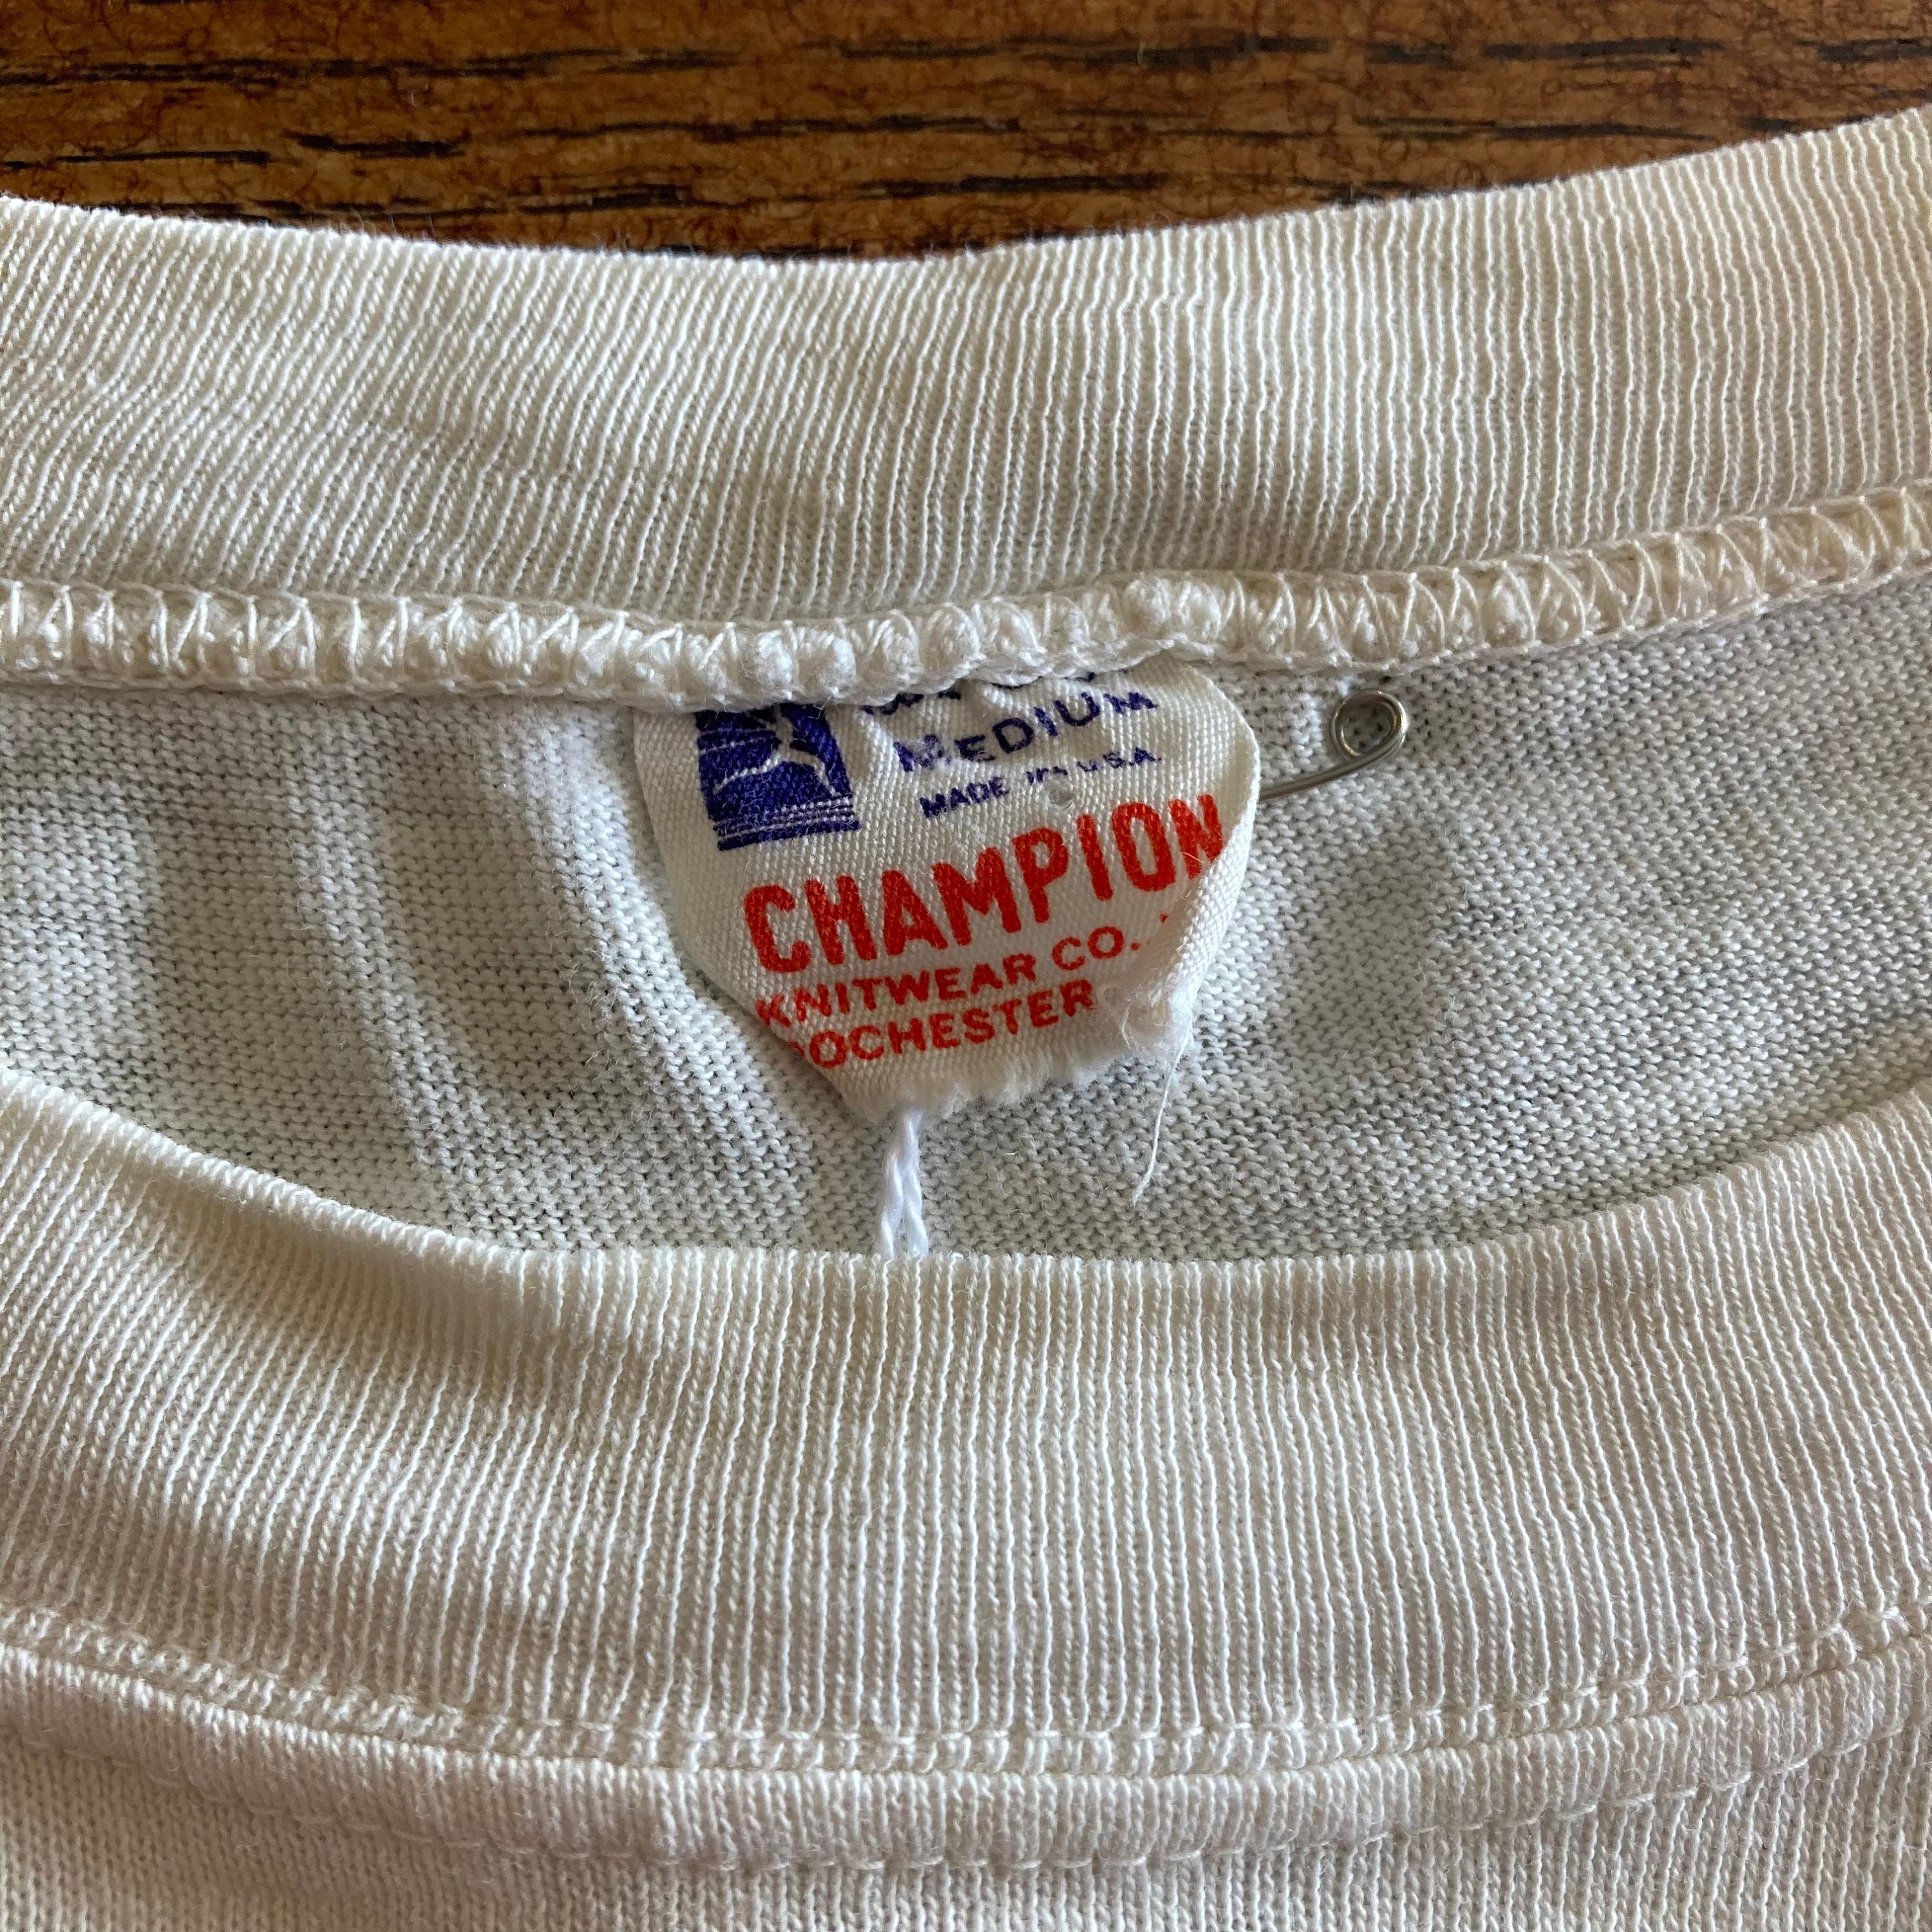 MEDIUM
MADE IN U.S.A.
CHAMPION
KNITWEAR CO.
ROCHESTER